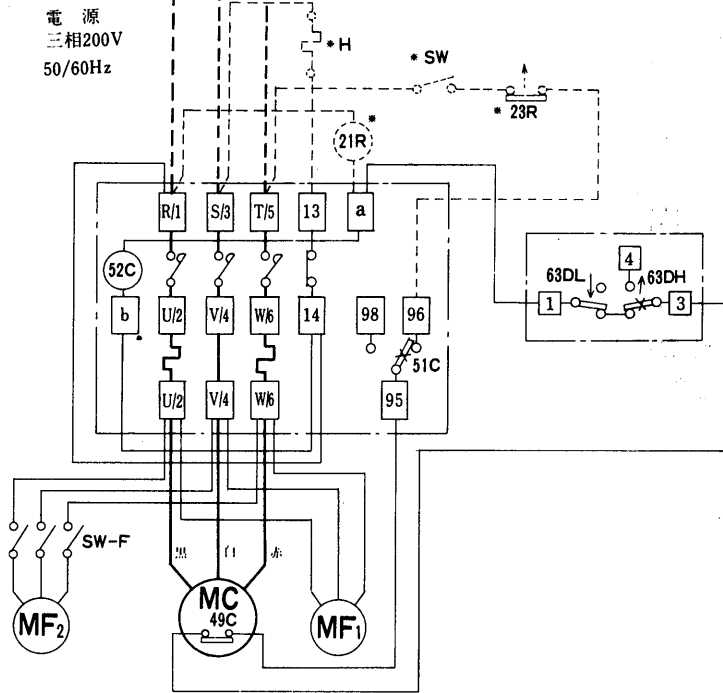 電源
三相200V
50/60Hz
*H
* SW
* 23R
21R *
R/1 S/3 T/5 13 a
52C
63DL 4 63DH
b U/2 V/4 W/6 14 98 96
1 3
51C
U/2 V/4 W/6 95
SW-F
黒 白 赤
MF2 MC MF1
49C